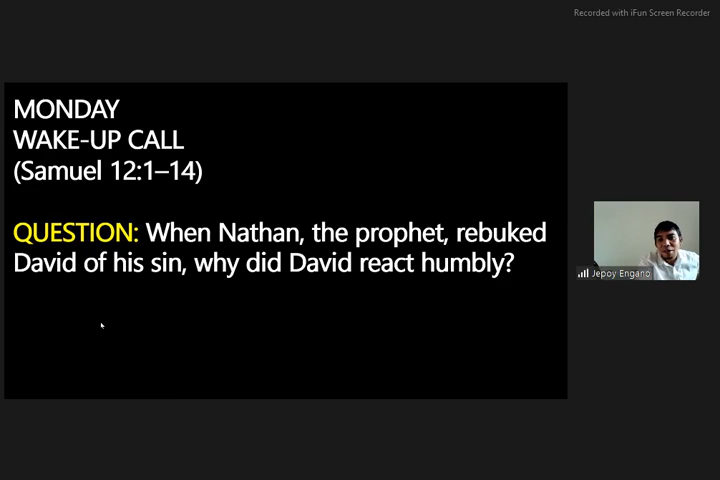 Recorded with iFun Screen Recorder
MONDAY
WAKE-UP CALL
(Samuel 12:1–14)
QUESTION: When Nathan, the prophet, rebuked
David of his sin, why did David react humbly?
Jepoy Engano